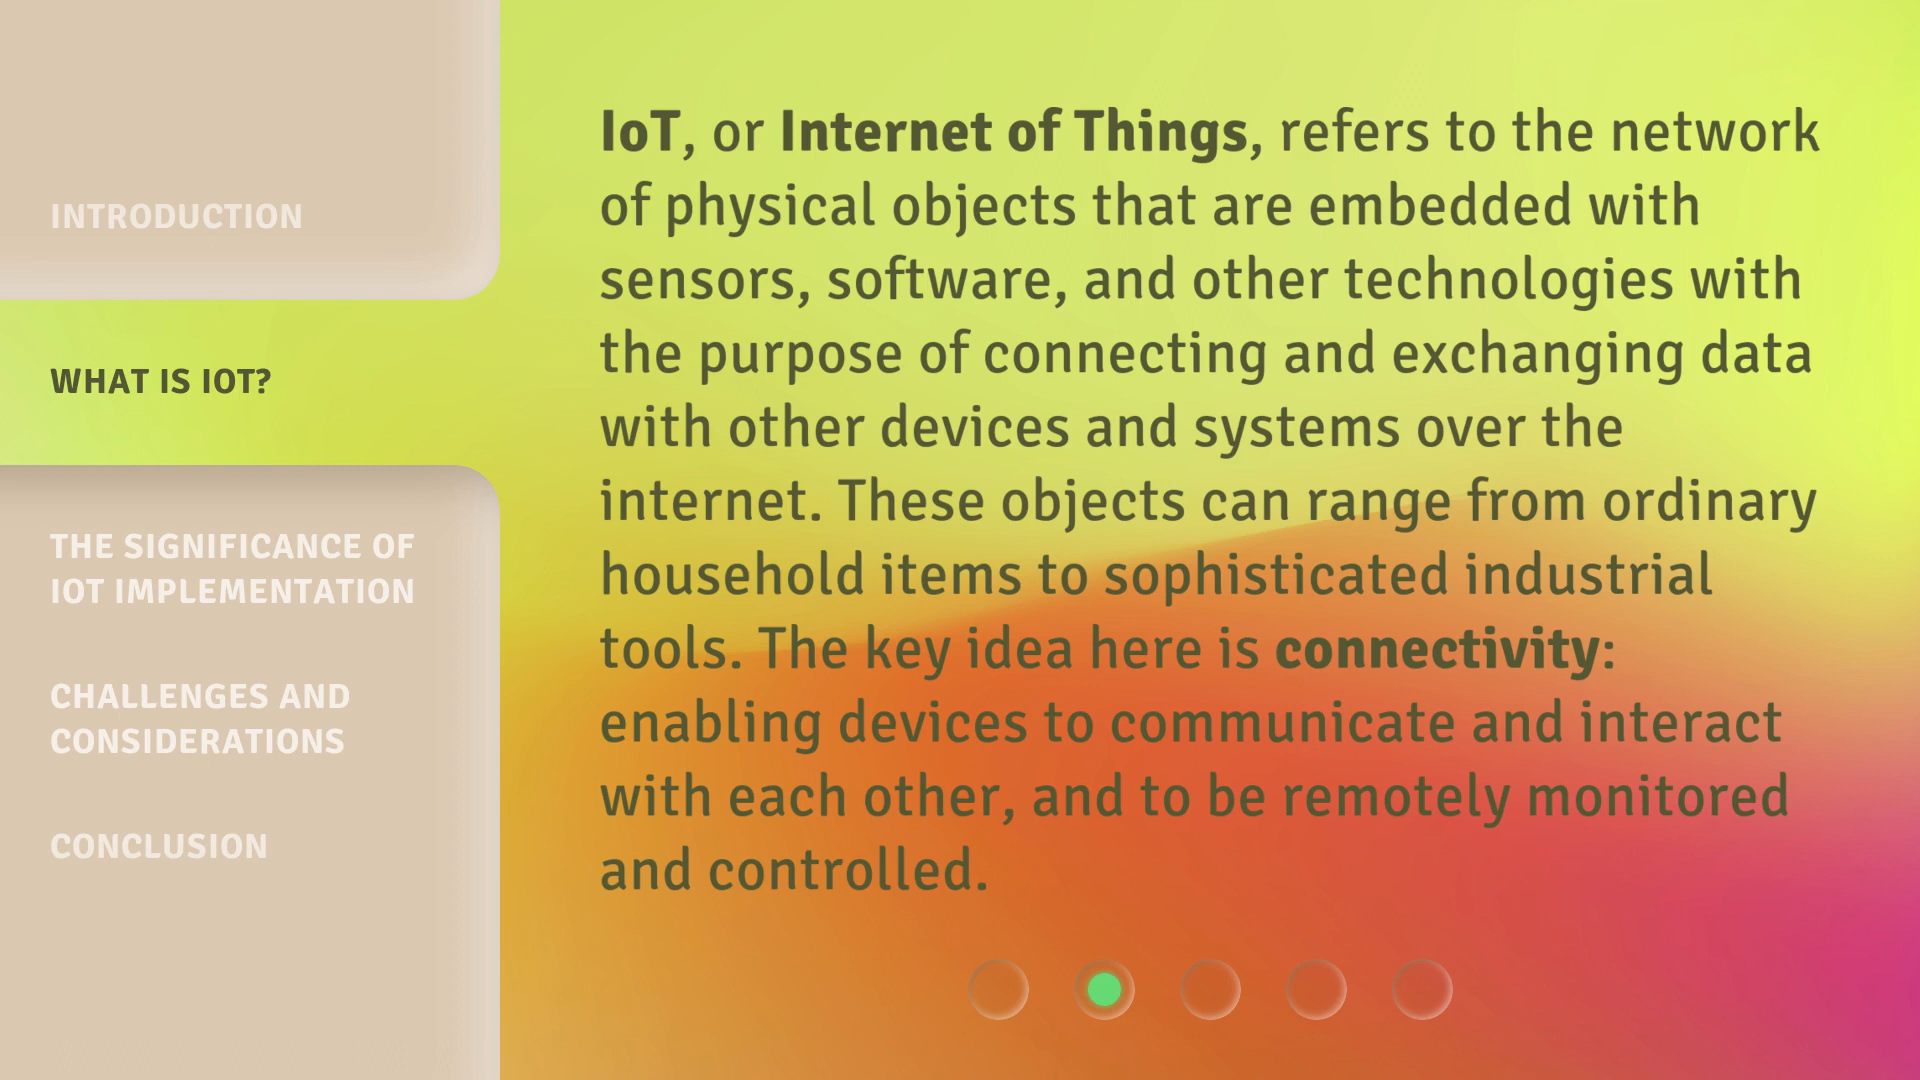 INTRODUCTION
WHAT IS IOT?
THE SIGNIFICANCE OF
IOT IMPLEMENTATION
CHALLENGES AND
CONSIDERATIONS
CONCLUSION
IoT, or Internet of Things, refers to the network
of physical objects that are embedded with
sensors, software, and other technologies with
the purpose of connecting and exchanging data
with other devices and systems over the
internet. These objects can range from ordinary
household items to sophisticated industrial
tools. The key idea here is connectivity:
enabling devices to communicate and interact
with each other, and to be remotely monitored
and controlled.